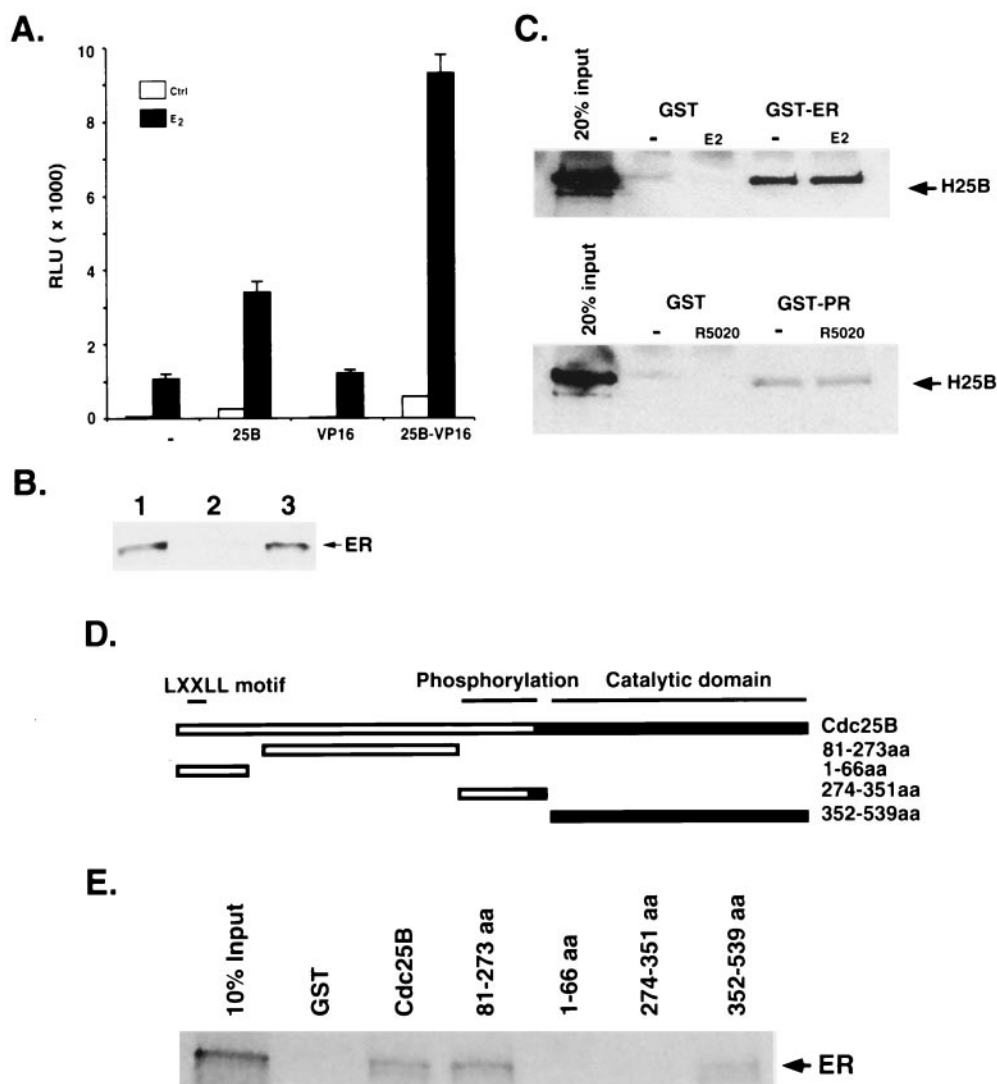 A.
10
8
6
4
2
0
RLU ( x 1000)
Ctrl
E2
-
25B
VP16
25B-VP16
B.
1 2 3
ER
C.
20% input
GST
GST-ER
- E2 - E2
H25B
20% input
GST
GST-PR
- R5020 - R5020
H25B
D.
LXXLL motif
Phosphorylation
Catalytic domain
Cdc25B
81-273aa
1-66aa
274-351aa
352-539aa
E.
10% Input
GST
Cdc25B
81-273 aa
1-66 aa
274-351 aa
352-539 aa
ER